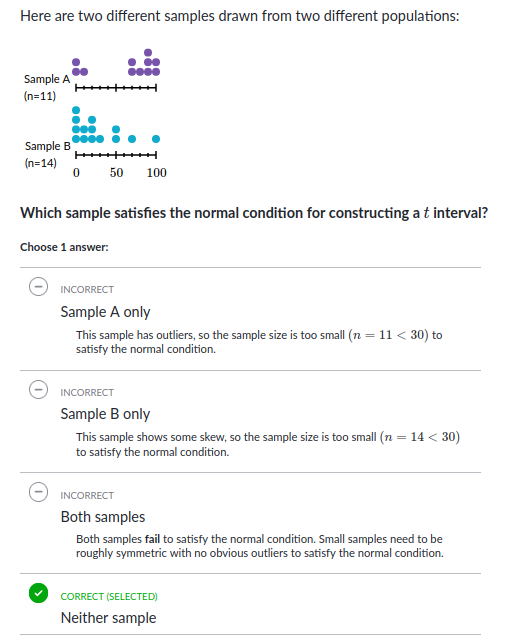 Here are two different samples drawn from two different populations:
Sample A
(n=11)
Sample B
(n=14)
0 50 100
Which sample satisfies the normal condition for constructing a t interval?
Choose 1 answer:
INCORRECT
Sample A only
This sample has outliers, so the sample size is too small (n = 11 < 30) to
satisfy the normal condition.
INCORRECT
Sample B only
This sample shows some skew, so the sample size is too small (n = 14 < 30)
to satisfy the normal condition.
INCORRECT
Both samples
Both samples fail to satisfy the normal condition. Small samples need to be
roughly symmetric with no obvious outliers to satisfy the normal condition.
CORRECT (SELECTED)
Neither sample